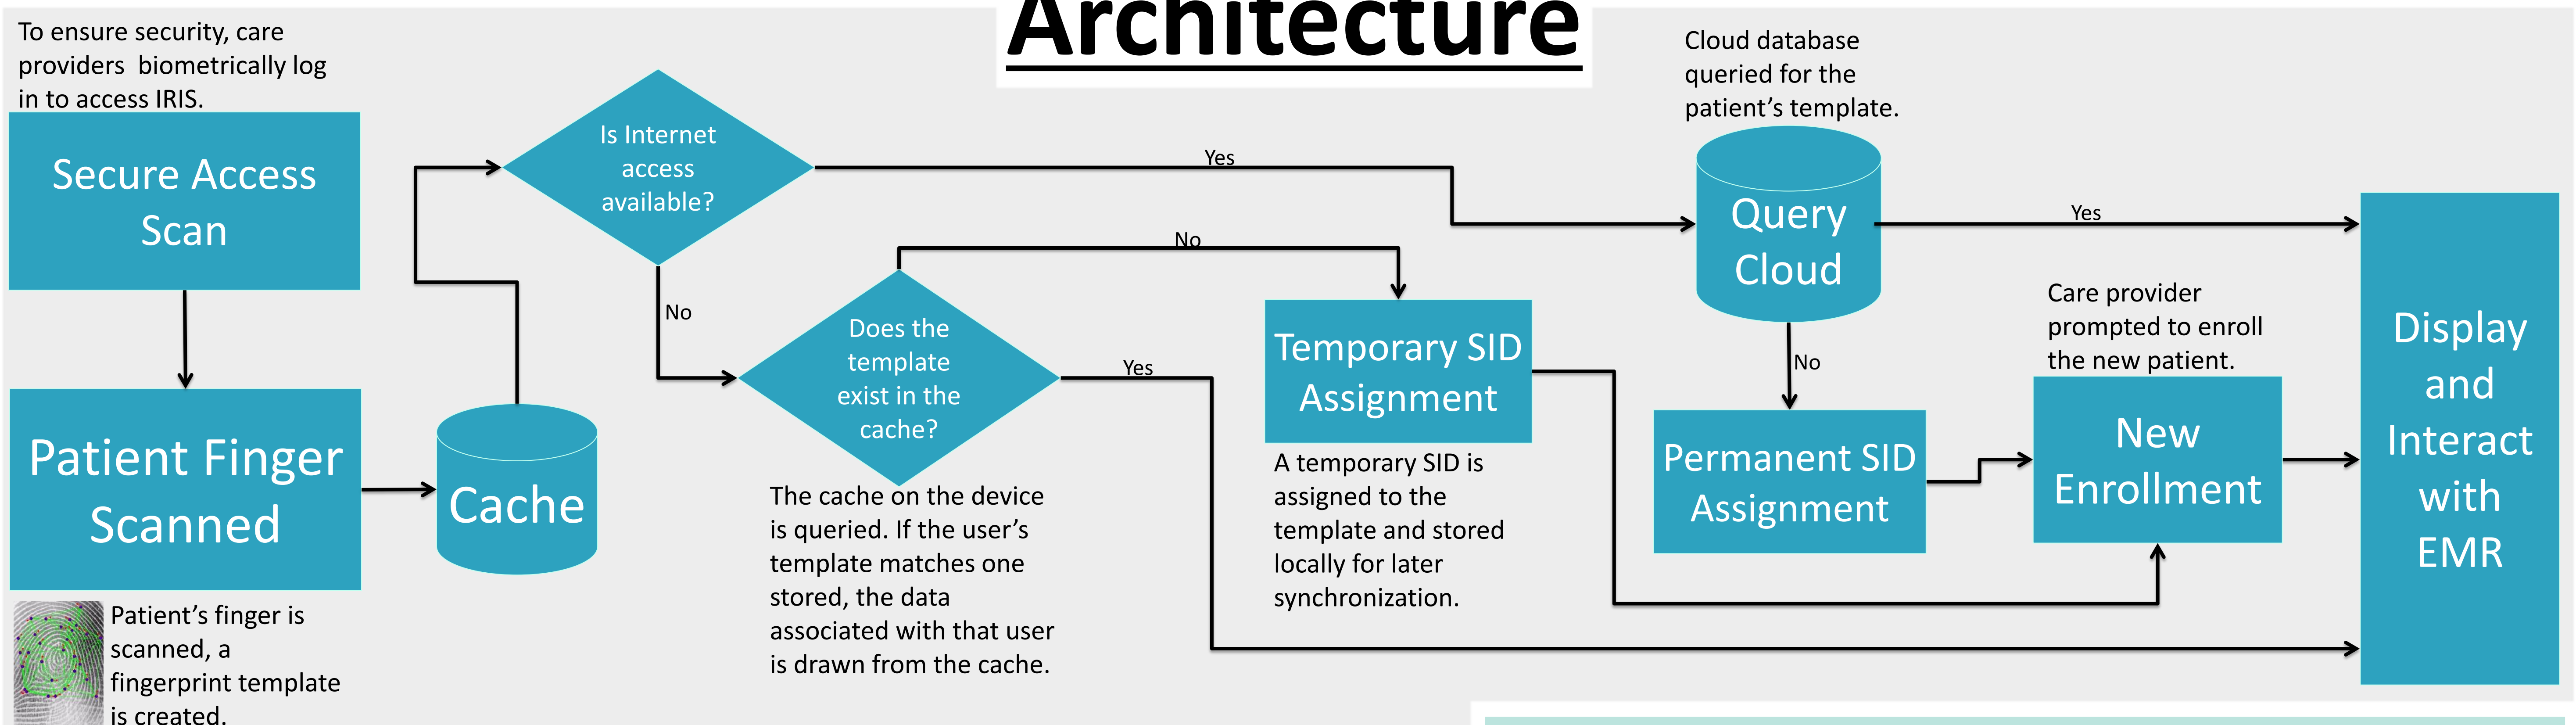 Architecture
To ensure security, care
providers biometrically log
in to access IRIS.
Secure Access
Scan
Patient Finger
Scanned
Patient's finger is
scanned, a
fingerprint template
is created.
Cache
Is Internet
access
available?
Yes
No
Does the
template
exist in the
cache?
No
Yes
The cache on the device
is queried. If the user's
template matches one
stored, the data
associated with that user
is drawn from the cache.
Temporary SID
Assignment
A temporary SID is
assigned to the
template and stored
locally for later
synchronization.
Cloud database
queried for the
patient's template.
Query
Cloud
Yes
No
Permanent SID
Assignment
Care provider
prompted to enroll
the new patient.
New
Enrollment
Display
and
Interact
with
EMR